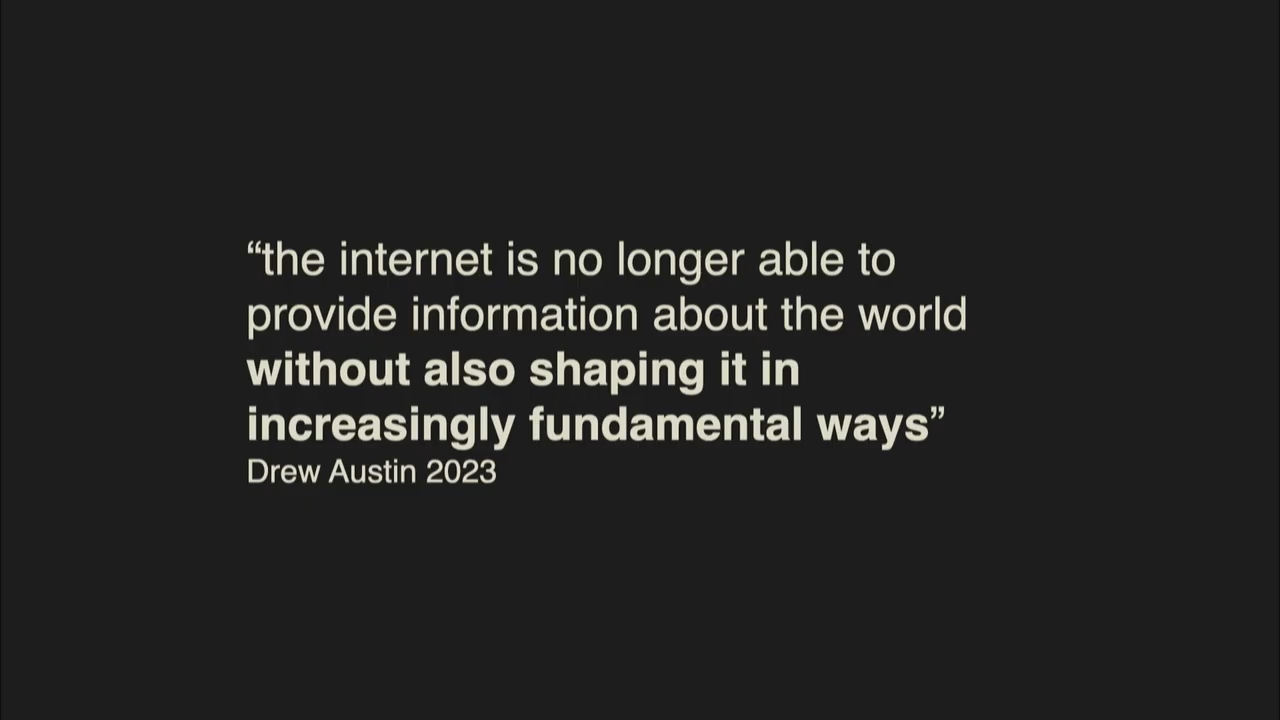 “the internet is no longer able to
provide information about the world
without also shaping it in
increasingly fundamental ways”
Drew Austin 2023